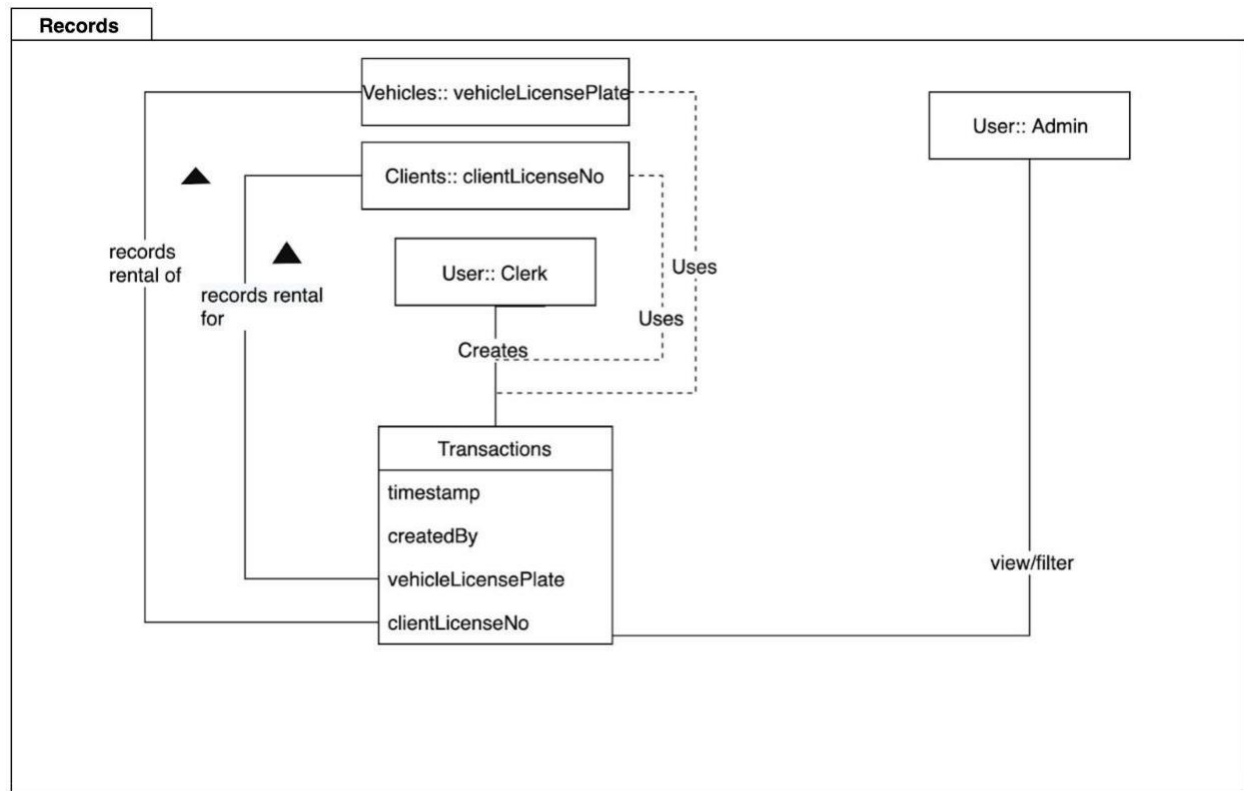 Records
Vehicles:: vehicleLicensePlate
User:: Admin
Clients:: clientLicenseNo
records
rental of
User:: Clerk
Uses
records rental
for
Uses
Creates
Transactions
timestamp
createdBy
vehicleLicensePlate
clientLicenseNo
view/filter